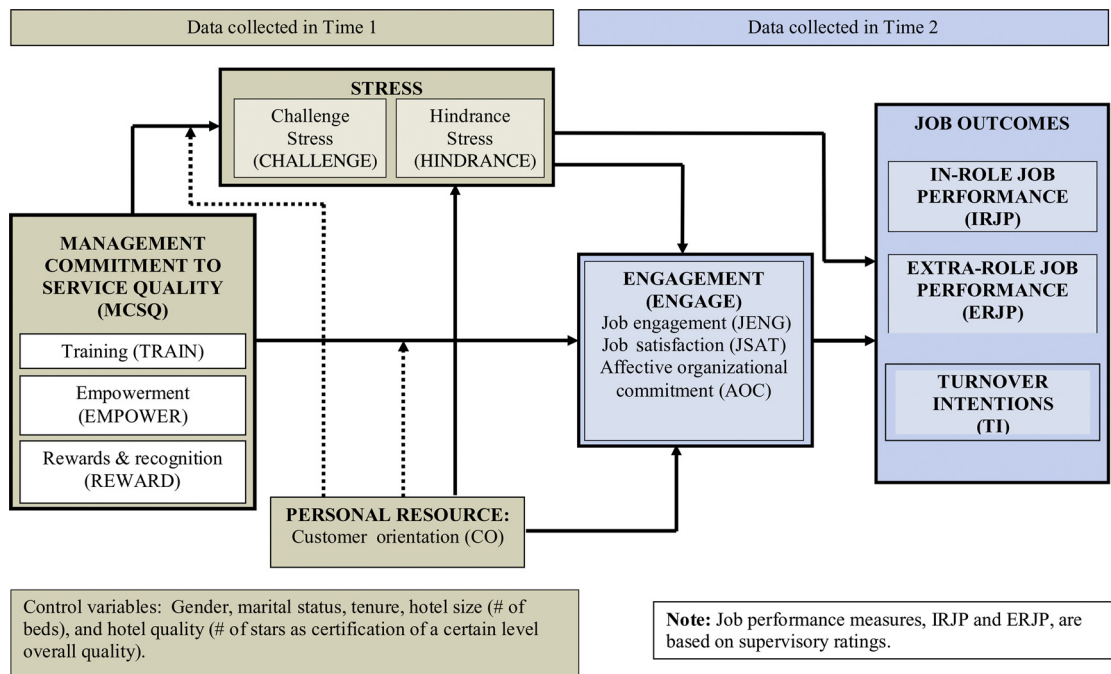 Data collected in Time 1
Data collected in Time 2
STRESS
Challenge
Stress
(CHALLENGE)
Hindrance
Stress
(HINDRANCE)
MANAGEMENT
COMMITMENT TO
SERVICE QUALITY
(MCSQ)
Training (TRAIN)
Empowerment
(EMPOWER)
Rewards & recognition
(REWARD)
PERSONAL RESOURCE:
Customer orientation (CO)
ENGAGEMENT
(ENGAGE)
Job engagement (JENG)
Job satisfaction (JSAT)
Affective organizational
commitment (AOC)
JOB OUTCOMES
IN-ROLE JOB
PERFORMANCE
(IRJP)
EXTRA-ROLE JOB
PERFORMANCE
(ERJP)
TURNOVER
INTENTIONS
(TI)
Control variables: Gender, marital status, tenure, hotel size (# of
beds), and hotel quality (# of stars as certification of a certain level
overall quality).
Note: Job performance measures, IRJP and ERJP, are
based on supervisory ratings.